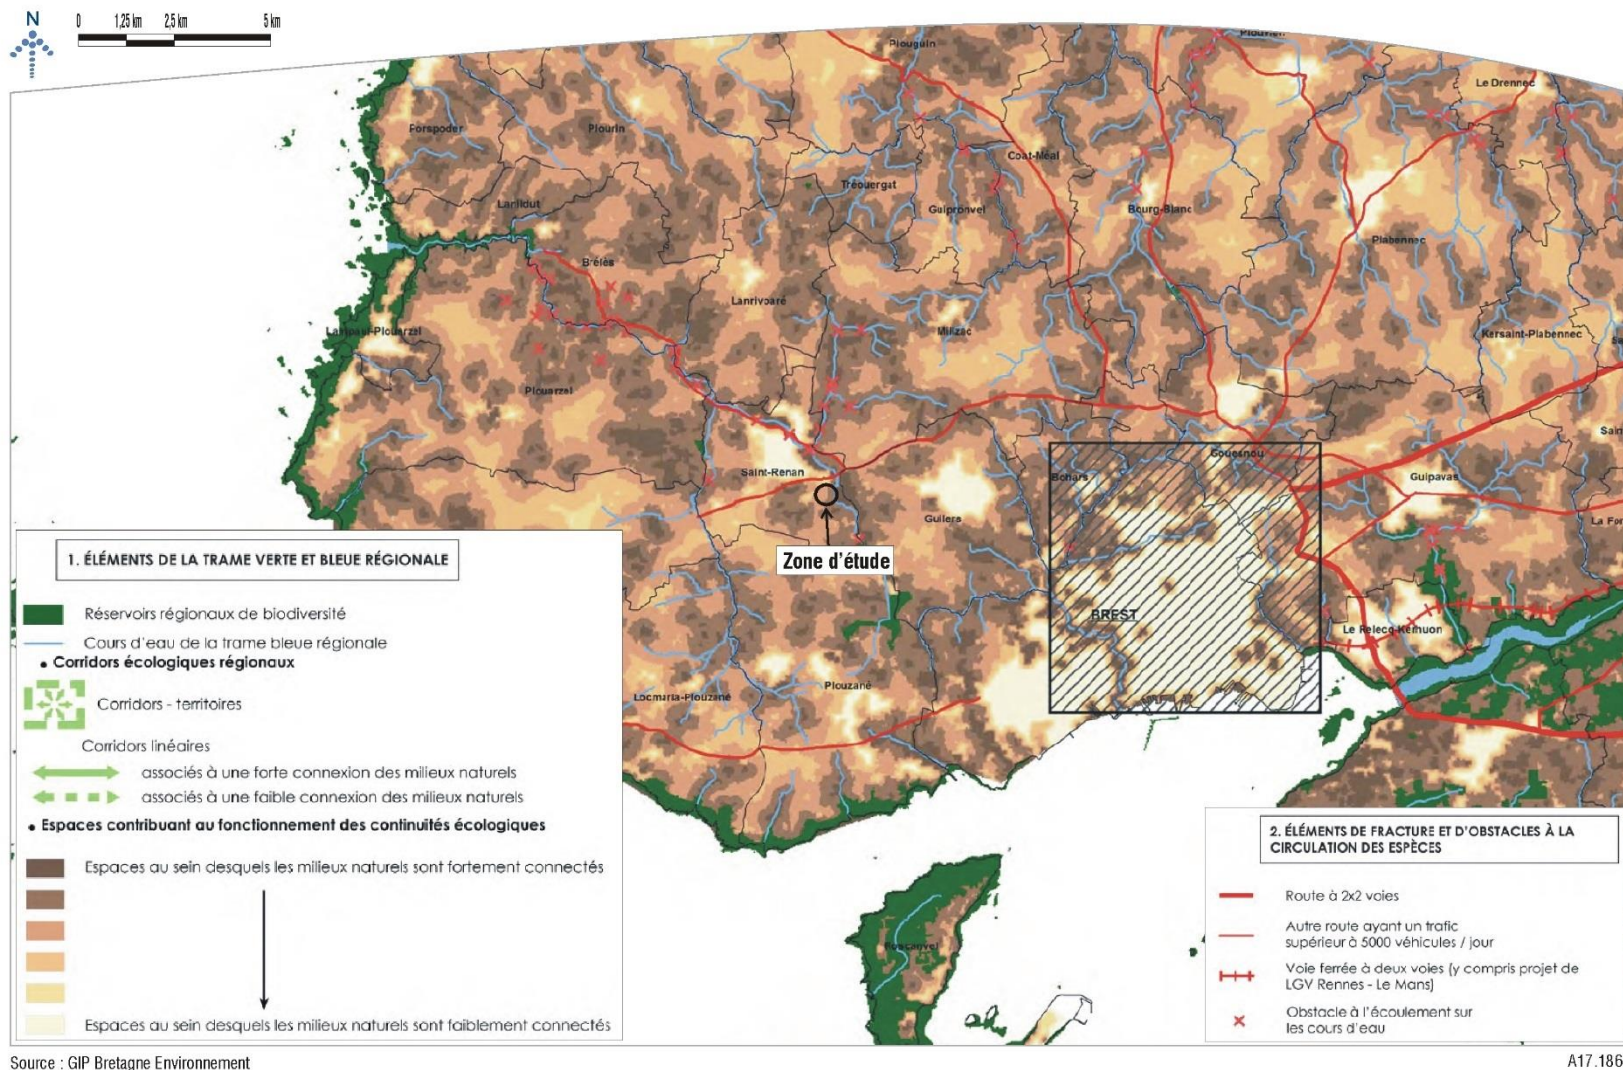 N
0 1,25 km 2,5 km 5 km
Plouguin
Le Drennec
Porspoder
Plourin
Coat-Méal
Tréouergat
Lanildut
Guipronvel
Bourg-Blanc
Plabennec
Brélès
Lanrivoaré
Lampaul-Plouarzel
Milizac
Kersaint-Plabennec
Plouarzel
Gouesnou
Saint-Renan
Bohars
Guipavas
Guilers
Zone d'étude
BREST
Le Relecq-Kerhuon
Plouzané
Locmaria-Plouzané
Roscanvel
1. ÉLÉMENTS DE LA TRAME VERTE ET BLEUE RÉGIONALE
Réservoirs régionaux de biodiversité
Cours d'eau de la trame bleue régionale
• Corridors écologiques régionaux
Corridors - territoires
Corridors linéaires
associés à une forte connexion des milieux naturels
associés à une faible connexion des milieux naturels
• Espaces contribuant au fonctionnement des continuités écologiques
Espaces au sein desquels les milieux naturels sont fortement connectés
Espaces au sein desquels les milieux naturels sont faiblement connectés
2. ÉLÉMENTS DE FRACTURE ET D'OBSTACLES À LA
CIRCULATION DES ESPÈCES
Route à 2x2 voies
Autre route ayant un trafic
supérieur à 5000 véhicules / jour
Voie ferrée à deux voies (y compris projet de
LGV Rennes - Le Mans)
Obstacle à l'écoulement sur
les cours d'eau
Source : GIP Bretagne Environnement
A17.186